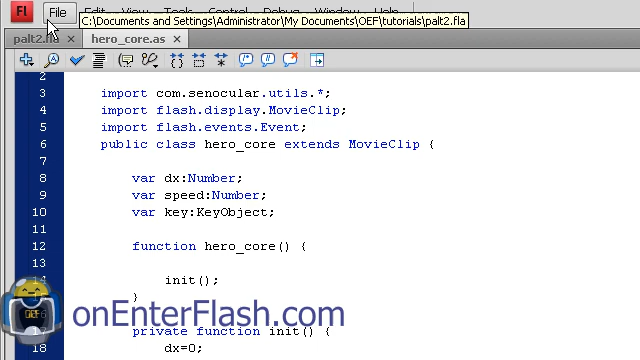 Fl File Edit View Tools Control Debug Window Help
C:\Documents and Settings\Administrator\My Documents\OEF\tutorials\palt2.fla
palt2.fla × hero_core.as ×
2
3 import com.senocular.utils.*;
4 import flash.display.MovieClip;
5 import flash.events.Event;
6 public class hero_core extends MovieClip {
7
8 var dx:Number;
9 var speed:Number;
10 var key:KeyObject;
11
12 function hero_core() {
13
14 init();
}
onEnterFlash.com
private function init() {
18 dx=0;